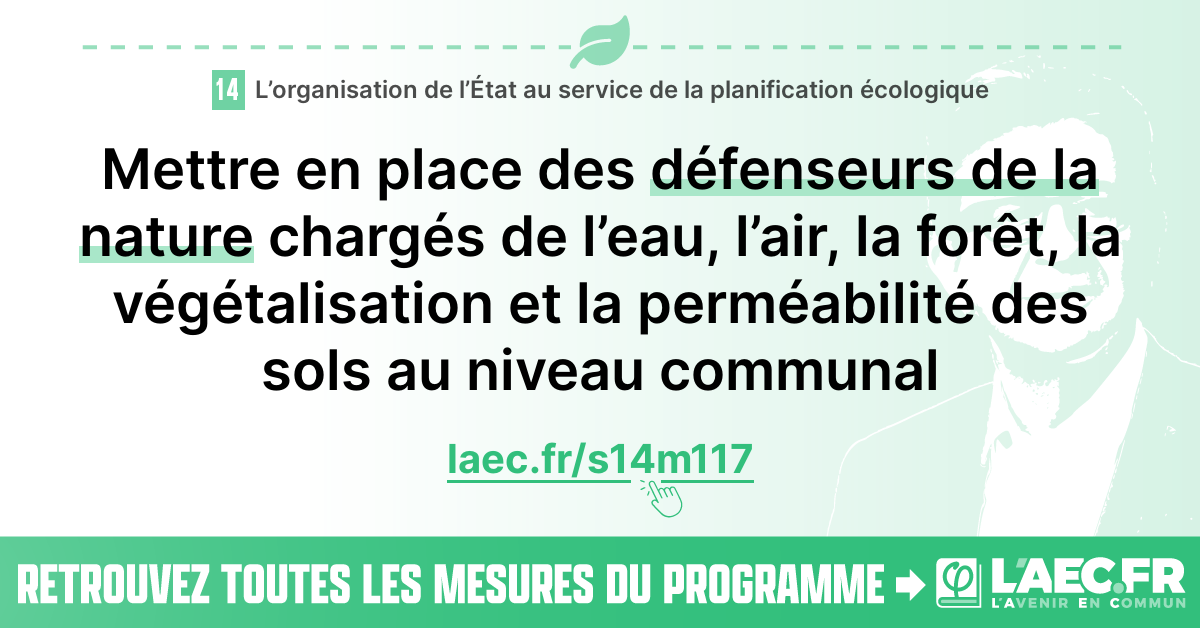 14 L’organisation de l’État au service de la planification écologique
Mettre en place des défenseurs de la
nature chargés de l’eau, l’air, la forêt, la
végétalisation et la perméabilité des
sols au niveau communal
laec.fr/s14m117
RETROUVEZ TOUTES LES MESURES DU PROGRAMME φ L’AEC.FR
L’AVENIR EN COMMUN